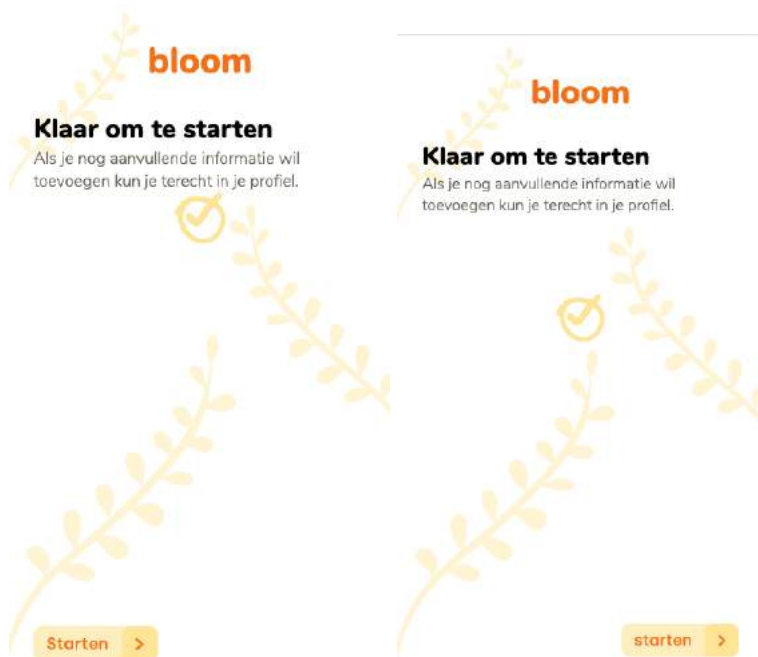 bloom
Klaar om te starten
Als je nog aanvullende informatie wil
toevoegen kun je terecht in je profiel.
Starten >
bloom
Klaar om te starten
Als je nog aanvullende informatie wil
toevoegen kun je terecht in je profiel.
starten >